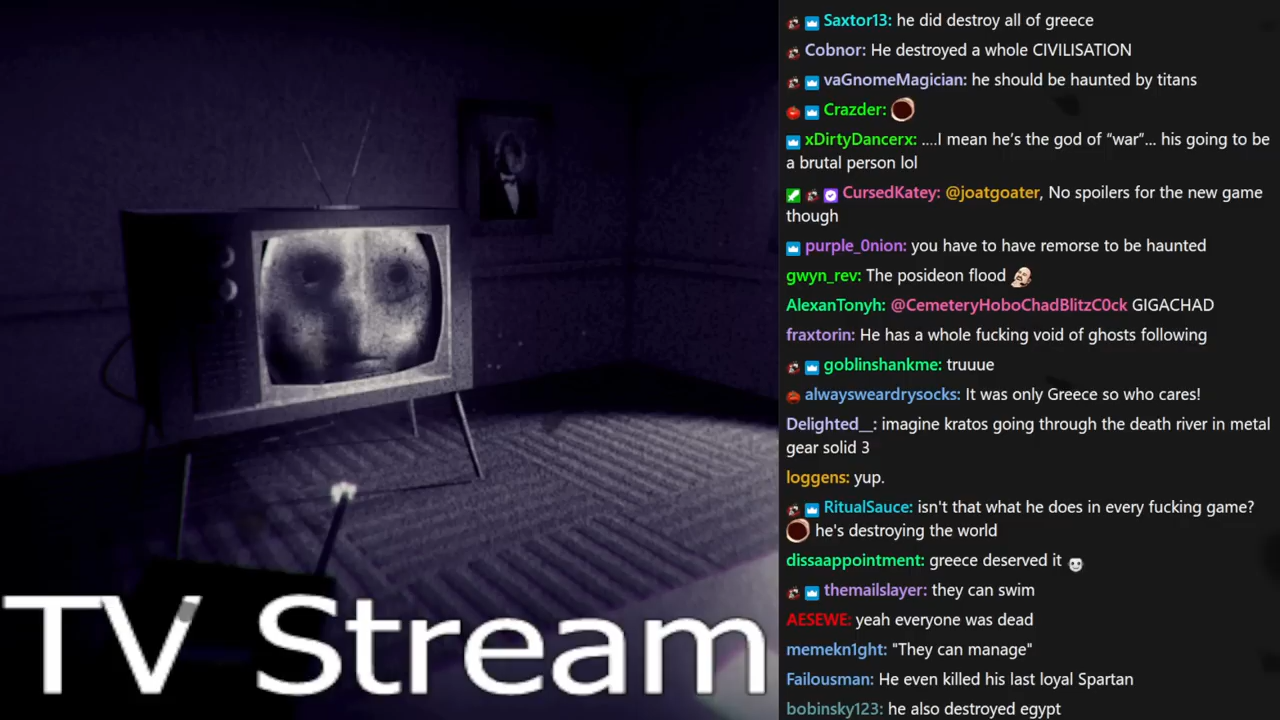 Saxtor13: he did destroy all of greece
Cobnor: He destroyed a whole CIVILISATION
vaGnomeMagician: he should be haunted by titans
Crazder:
xDirtyDancerx: ....I mean he’s the god of “war”... his going to be
a brutal person lol
CursedKatey: @joatgoater, No spoilers for the new game
though
purple_0nion: you have to have remorse to be haunted
gwyn_rev: The posideon flood
AlexanTonyh: @CemeteryHoboChadBlitzC0ck GIGACHAD
fraxtorin: He has a whole fucking void of ghosts following
goblinshankme: truuue
alwaysweardrysocks: It was only Greece so who cares!
Delighted__: imagine kratos going through the death river in metal
gear solid 3
loggens: yup.
RitualSauce: isn't that what he does in every fucking game?
he's destroying the world
dissaappointment: greece deserved it
themailslayer: they can swim
AESEWE: yeah everyone was dead
memekn1ght: "They can manage"
Failousman: He even killed his last loyal Spartan
bobinsky123: he also destroyed egypt
TV Stream